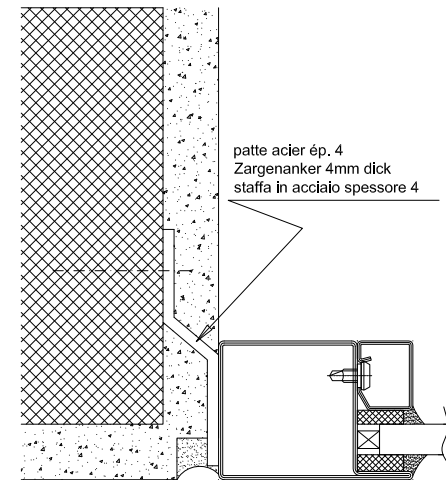 patte acier ép. 4
Zargenanker 4mm dick
staffa in acciaio spessore 4